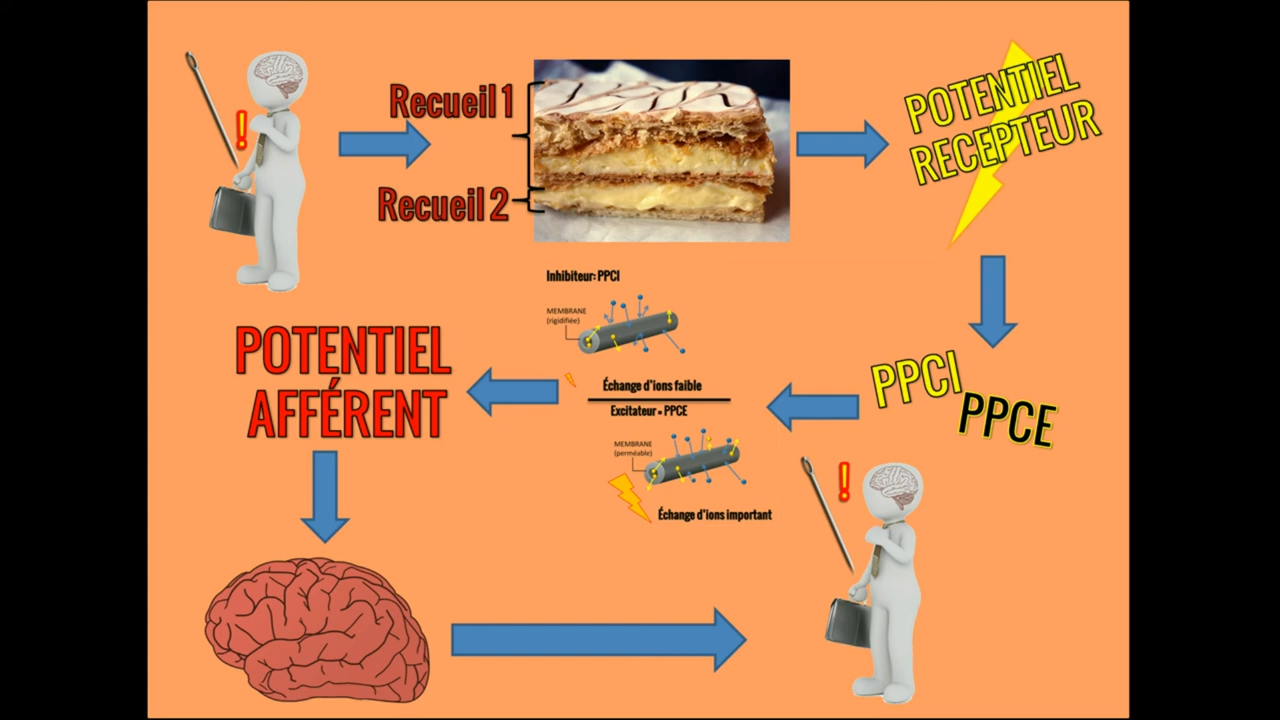 !
Recueil 1
Recueil 2
POTENTIEL
RECEPTEUR
PPCI
PPCE
Inhibiteur: PPCI
MEMBRANE
(rigidifiée)
Échange d'ions faible
Excitateur = PPCE
MEMBRANE
(perméable)
Échange d'ions important
POTENTIEL
AFFÉRENT
!